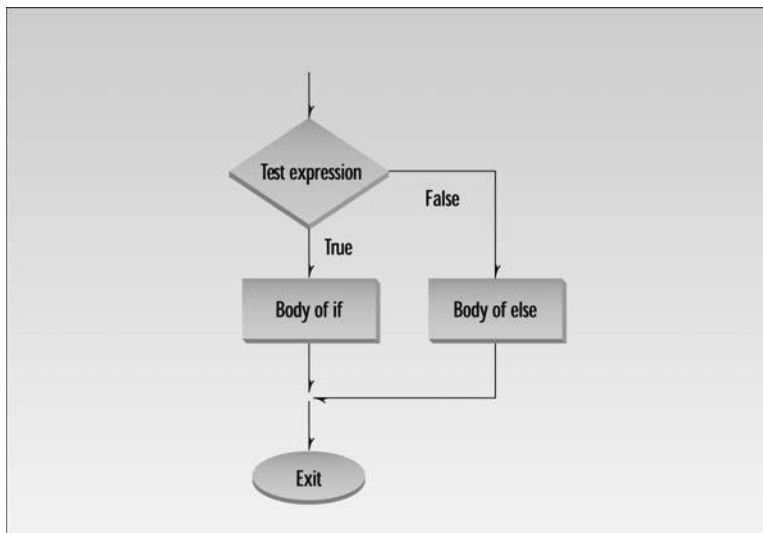 Test expression
False
True
Body of if
Body of else
Exit